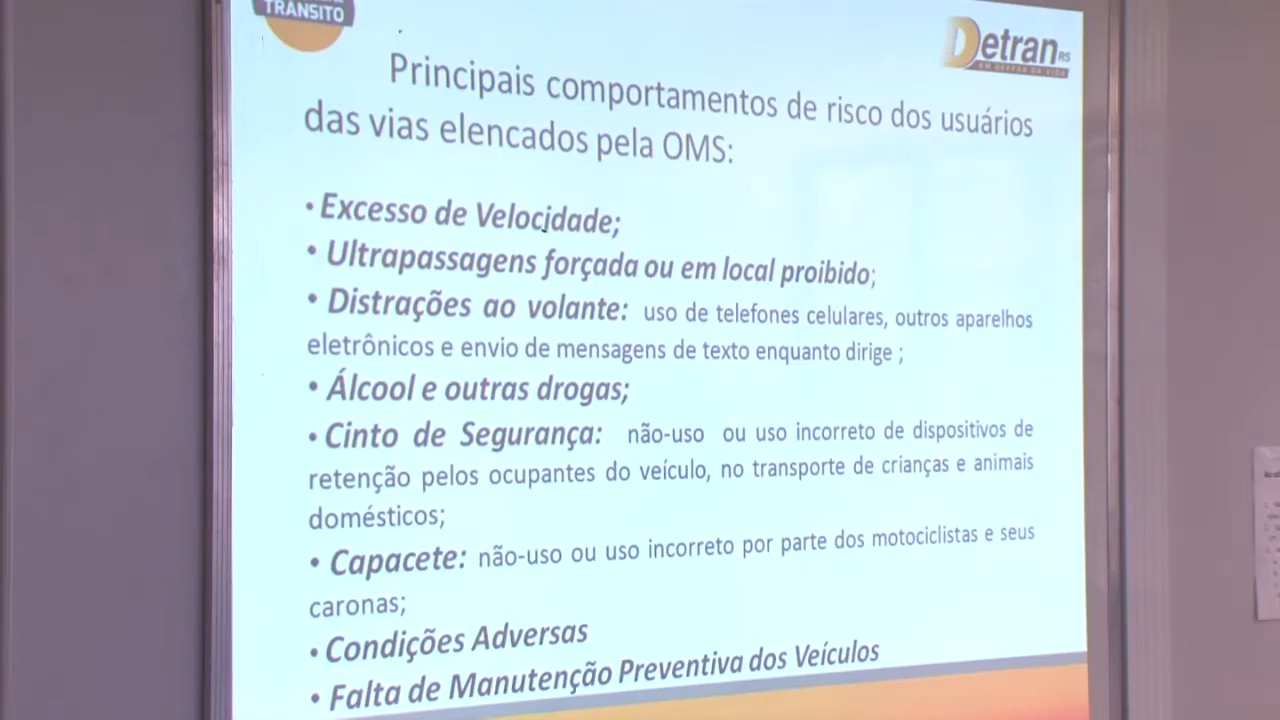 TRÂNSITO
Detran RS
EM DEFESA DA VIDA
Principais comportamentos de risco dos usuários
das vias elencados pela OMS:
• Excesso de Velocidade;
• Ultrapassagens forçada ou em local proibido;
• Distrações ao volante: uso de telefones celulares, outros aparelhos
eletrônicos e envio de mensagens de texto enquanto dirige ;
• Álcool e outras drogas;
• Cinto de Segurança: não-uso ou uso incorreto de dispositivos de
retenção pelos ocupantes do veículo, no transporte de crianças e animais
domésticos;
• Capacete: não-uso ou uso incorreto por parte dos motociclistas e seus
caronas;
• Condições Adversas
• Falta de Manutenção Preventiva dos Veículos